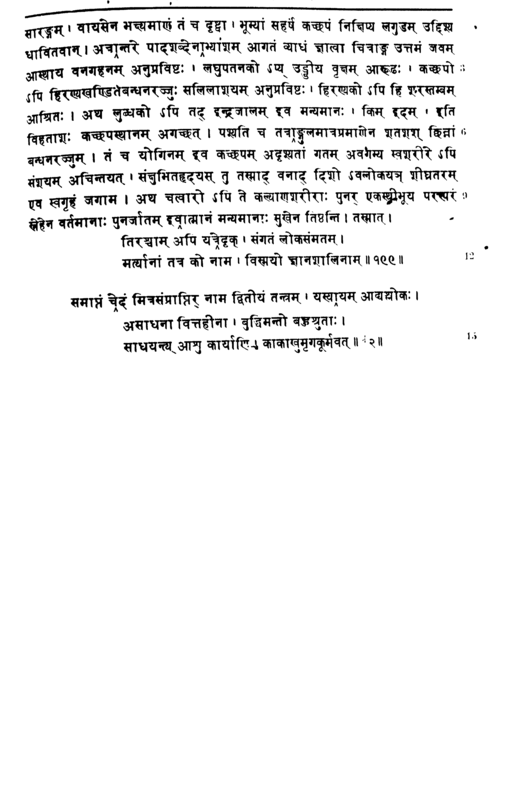 सारङ्गम् । वायसेन भक्ष्यमाणं तं च दृष्ट्वा । भूम्यां सहर्षं कच्छपं निक्षिप्य लगुडम् उद्दिश्य
धावितवान् । अत्रान्तरे पादशब्देनाभ्याशम् आगतं व्याधं ज्ञात्वा चित्राङ्ग उत्तमं जवम्
आस्थाय वनगहनम् अनुप्रविष्टः । लघुपतनको ऽप्य् उड्डीय वृक्षम् आरूढः । कच्छपो 3
ऽपि हिरण्यखण्डितबन्धनरज्जुः सलिलाशयम् अनुप्रविष्टः । हिरण्यको ऽपि हि शरस्तम्बम्
आश्रितः । अथ लुब्धको ऽपि तद् इन्द्रजालम् इव मन्यमानः । किम् इदम् । इति
विहताशः कच्छपस्थानम् अगच्छत् । पश्यति च तत्राङ्गुलमात्रप्रमाणेन शतशश् छिन्नां 6
बन्धनरज्जुम् । तं च योगिनम् इव कच्छपम् अदृश्यतां गतम् अवगम्य स्वशरीरे ऽपि
संशयम् अचिन्तयत् । संक्षुभितहृदयस् तु तस्माद् वनाद् दिशो ऽवलोकयञ् शीघ्रतरम्
एव स्वगृहं जगाम । अथ चत्वारो ऽपि ते कल्याणशरीराः पुनर् एकस्थीभूय परस्परं 9
स्नेहेन वर्तमानाः पुनर्जातम् इवात्मानं मन्यमानाः सुखेन तिष्ठन्ति । तस्मात् ।
तिरश्चाम् अपि यत्रेदृक् । संगतं लोकसंमतम् ।
मर्त्यानां तत्र को नाम । विस्मयो ज्ञानशालिनाम् ॥ १९९ ॥ 12
समाप्तं चेदं मित्रसंप्राप्तिर् नाम द्वितीयं तन्त्रम् । यस्यायम् आद्यश्लोकः ।
असाधना वित्तहीना । बुद्धिमन्तो बहुश्रुताः ।
साधयन्त्य् आशु कार्याणि । काकाखुमृगकूर्मवत् ॥ २ ॥ 15